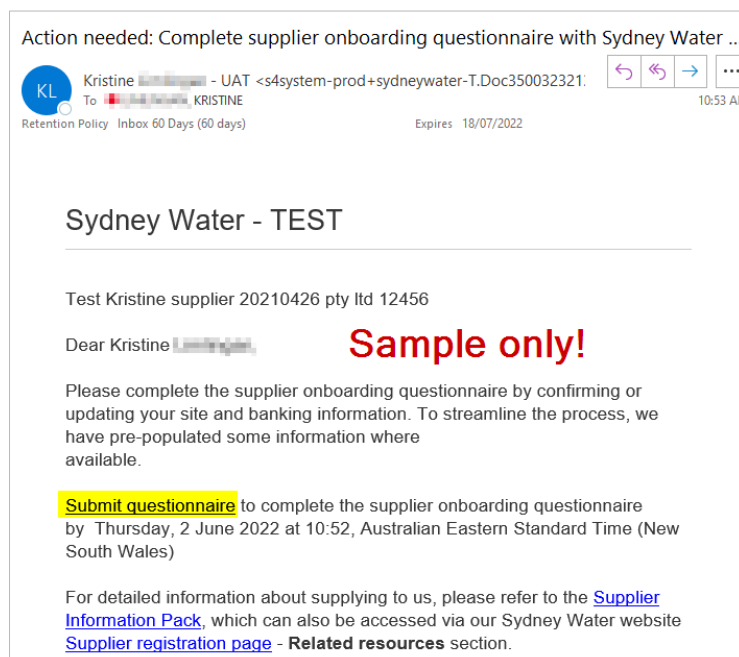 Action needed: Complete supplier onboarding questionnaire with Sydney Water ...
KL
Kristine - UAT <s4system-prod+sydneywater-T.Doc350032321
To KRISTINE
10:53 A
Retention Policy Inbox 60 Days (60 days) Expires 18/07/2022
Sydney Water - TEST
Test Kristine supplier 20210426 pty ltd 12456
Dear Kristine
Sample only!
Please complete the supplier onboarding questionnaire by confirming or
updating your site and banking information. To streamline the process, we
have pre-populated some information where
available.
Submit questionnaire to complete the supplier onboarding questionnaire
by Thursday, 2 June 2022 at 10:52, Australian Eastern Standard Time (New
South Wales)
For detailed information about supplying to us, please refer to the Supplier
Information Pack, which can also be accessed via our Sydney Water website
Supplier registration page - Related resources section.